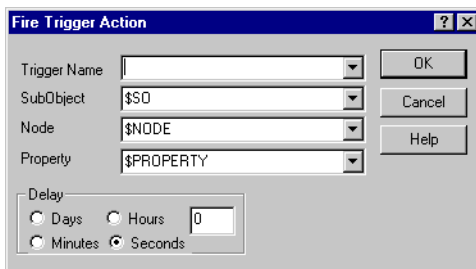 Fire Trigger Action
Trigger Name
OK
SubObject $SO
Cancel
Node $NODE
Help
Property $PROPERTY
Delay
Days Hours 0
Minutes Seconds